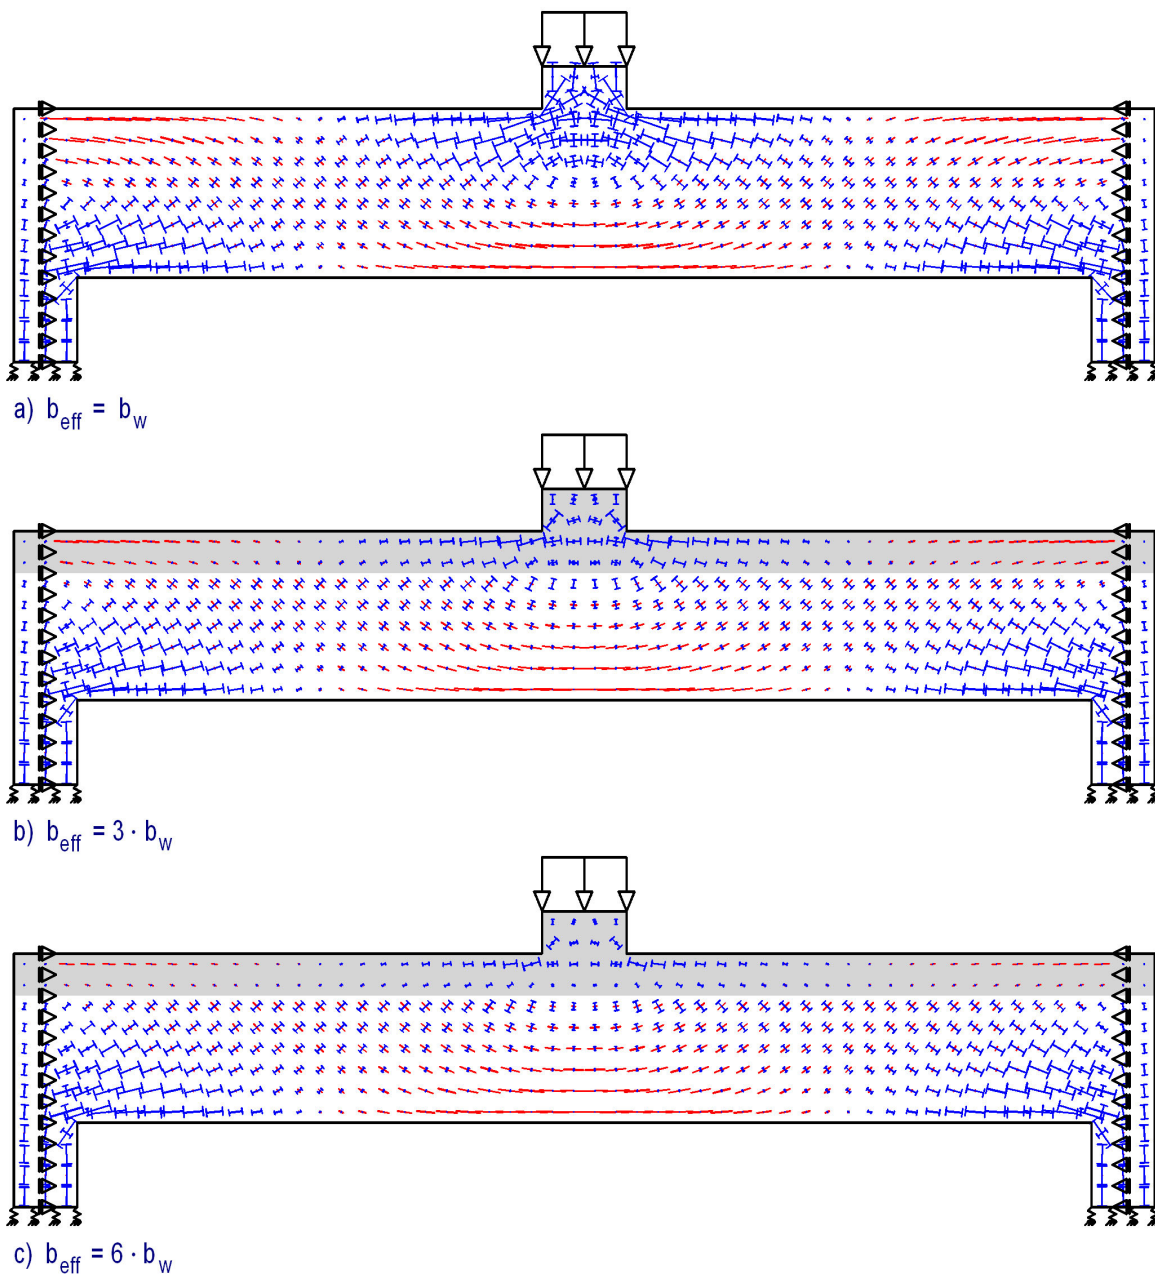 a) b_eff = b_w
b) b_eff = 3 · b_w
c) b_eff = 6 · b_w